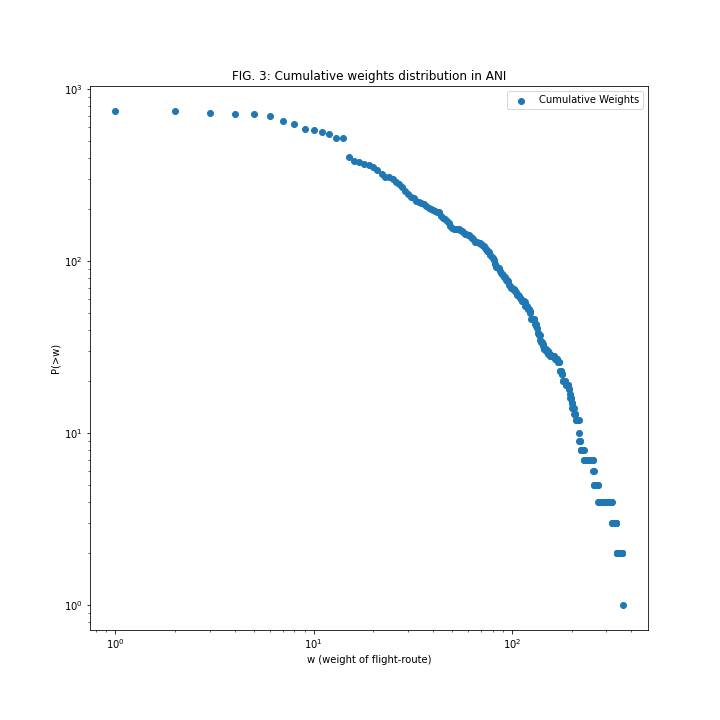 FIG. 3: Cumulative weights distribution in ANI
Cumulative Weights
P(>w)
10³
10²
10¹
10⁰
10⁰ 10¹ 10²
w (weight of flight-route)